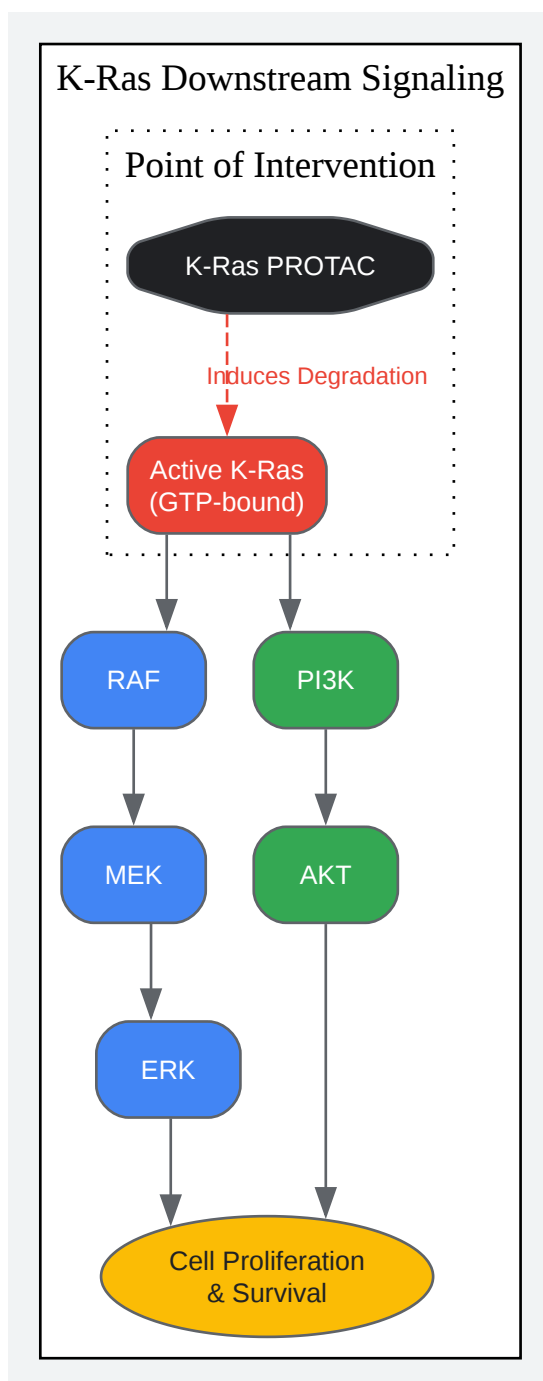 K-Ras Downstream Signaling
Point of Intervention
K-Ras PROTAC
Induces Degradation
Active K-Ras
(GTP-bound)
RAF
PI3K
MEK
AKT
ERK
Cell Proliferation
& Survival